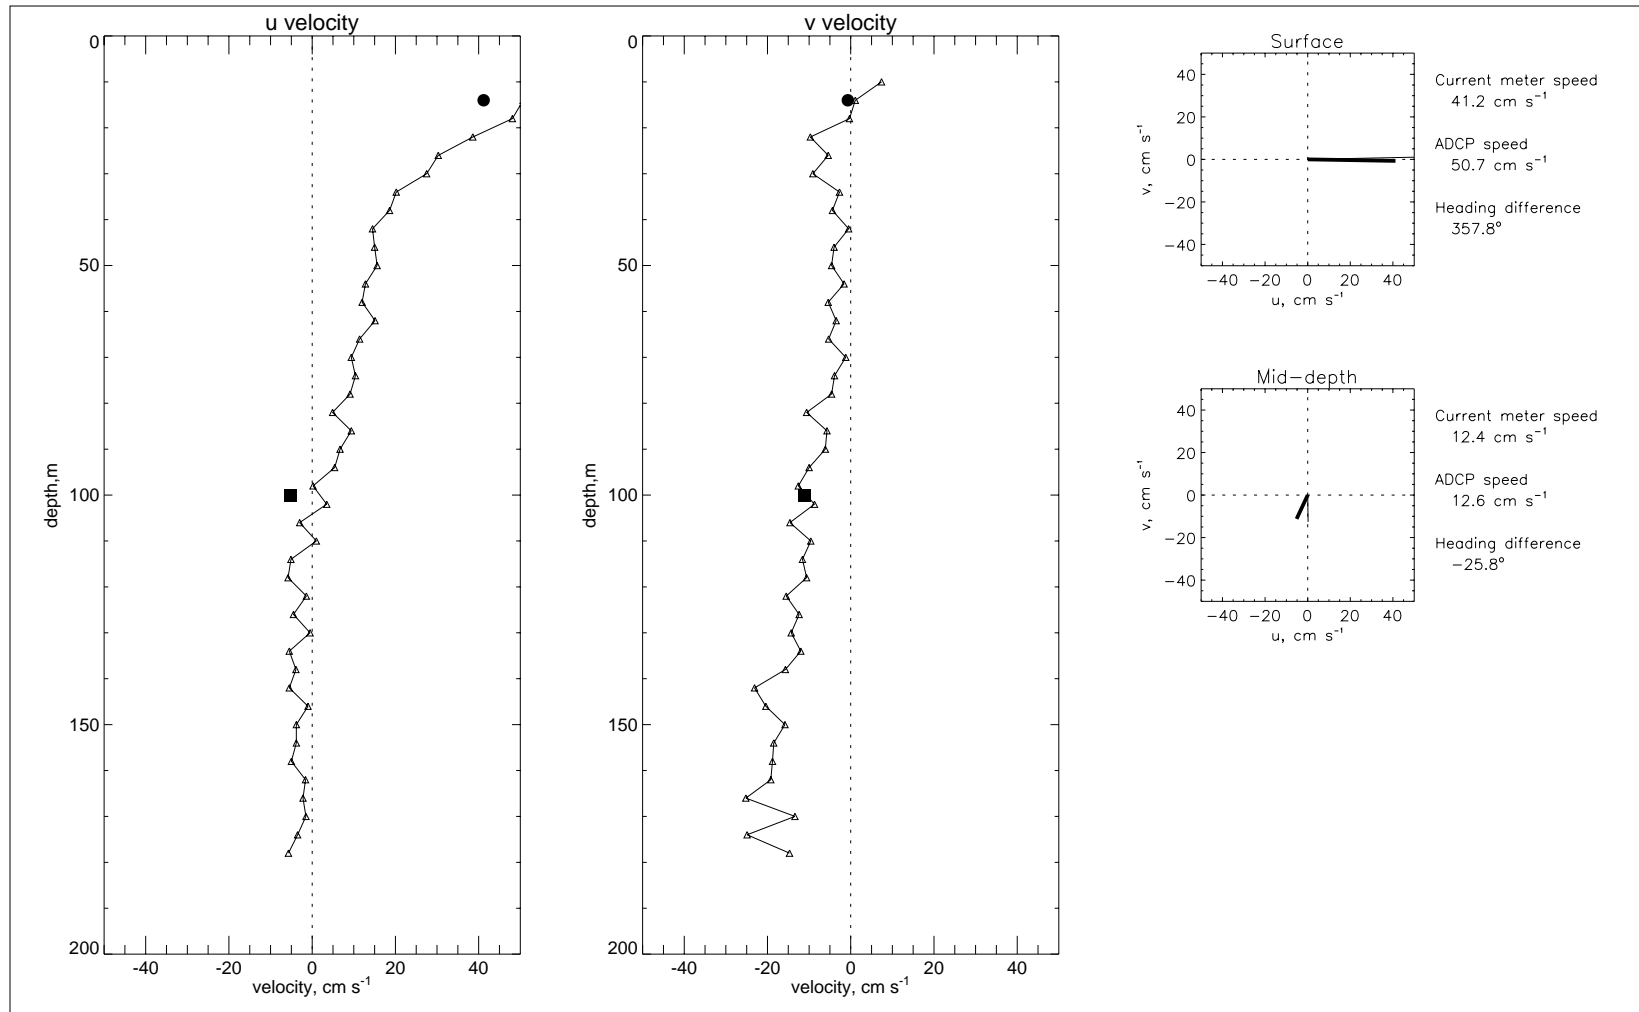 u velocity
0
50
100
150
200
depth,m
-40 -20 0 20 40
velocity, cm s⁻¹
v velocity
0
50
100
150
200
depth,m
-40 -20 0 20 40
velocity, cm s⁻¹
Surface
40
20
0
−20
−40
v, cm s⁻¹
−40 −20 0 20 40
u, cm s⁻¹
Current meter speed
41.2 cm s⁻¹
ADCP speed
50.7 cm s⁻¹
Heading difference
357.8°
Mid−depth
40
20
0
−20
−40
v, cm s⁻¹
−40 −20 0 20 40
u, cm s⁻¹
Current meter speed
12.4 cm s⁻¹
ADCP speed
12.6 cm s⁻¹
Heading difference
−25.8°